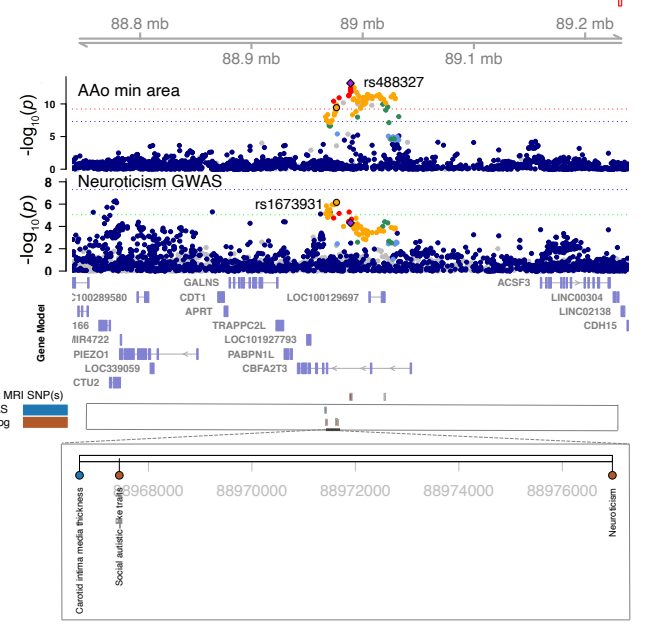 88.8 mb 89 mb 89.2 mb
88.9 mb 89.1 mb
AAo min area
rs488327
-log10(p)
10
5
0
Neuroticism GWAS
rs1673931
-log10(p)
8
6
4
2
0
Gene Model
GALNS ACSF3
C100289580 CDT1 LOC100129697 LINC00304
APRT LINC02138
166 TRAPPC2L CDH15
MIR4722 LOC101927793
PIEZO1 PABPN1L
LOC339059 CBFA2T3
CTU2
MRI SNP(s)
AS
og
88968000 88970000 88972000 88974000 88976000
Carotid intima media thickness
Social autistic−like traits
Neuroticism